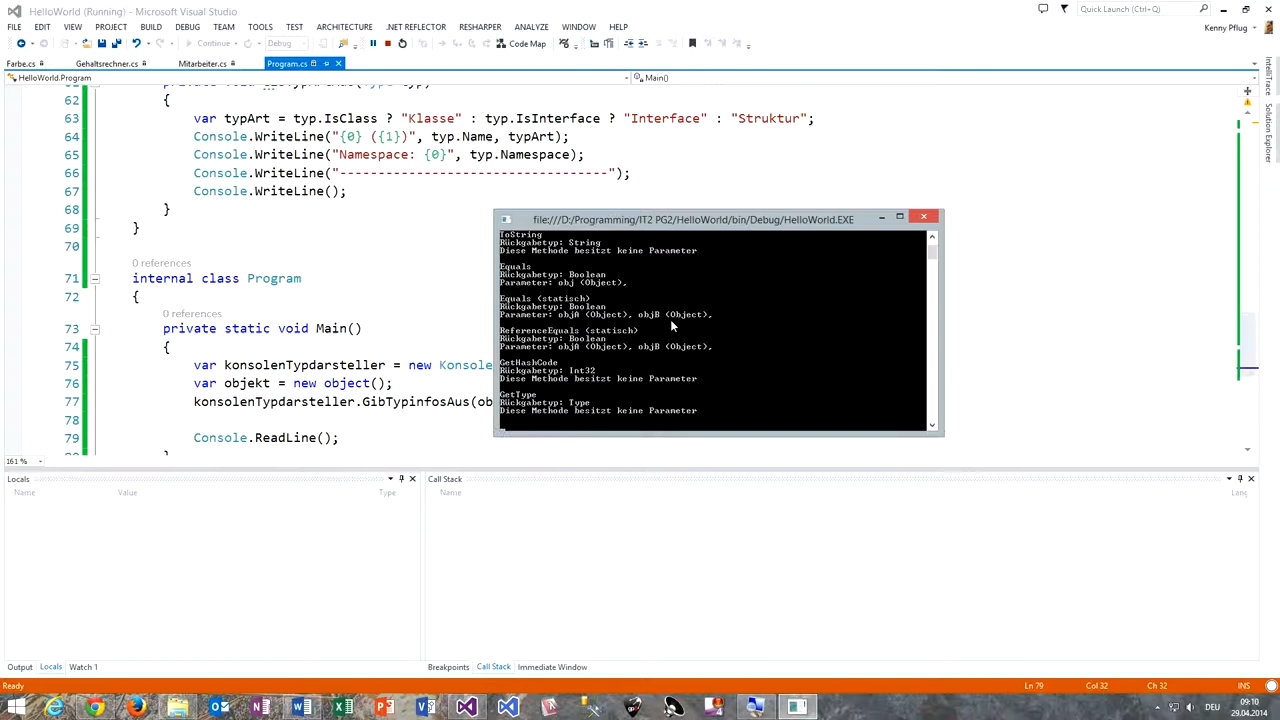 HelloWorld (Running) - Microsoft Visual Studio
Quick Launch (Ctrl+Q)
FILE EDIT VIEW PROJECT BUILD DEBUG TEAM TOOLS TEST ARCHITECTURE .NET REFLECTOR RESHARPER ANALYZE WINDOW HELP
Kenny Pflug
Continue Debug Code Map
Farbe.cs Gehaltsrechner.cs Mitarbeiter.cs Program.cs
HelloWorld.Program Main()
IntelliTrace
Solution Explorer
62 {
63 var typArt = typ.IsClass ? "Klasse" : typ.IsInterface ? "Interface" : "Struktur";
64 Console.WriteLine("{0} ({1})", typ.Name, typArt);
65 Console.WriteLine("Namespace: {0}", typ.Namespace);
66 Console.WriteLine("-----------------------------------");
67 Console.WriteLine();
68 }
69 }
70
0 references
71 internal class Program
72 {
0 references
73 private static void Main()
74 {
75 var konsolenTypdarsteller = new Konsole
76 var objekt = new object();
77 konsolenTypdarsteller.GibTypinfosAus(ob
78
79 Console.ReadLine();
file:///D:/Programming/IT2 PG2/HelloWorld/bin/Debug/HelloWorld.EXE
ToString
Rückgabetyp: String
Diese Methode besitzt keine Parameter
Equals
Rückgabetyp: Boolean
Parameter: obj (Object),
Equals (statisch)
Rückgabetyp: Boolean
Parameter: objA (Object), objB (Object),
ReferenceEquals (statisch)
Rückgabetyp: Boolean
Parameter: objA (Object), objB (Object),
GetHashCode
Rückgabetyp: Int32
Diese Methode besitzt keine Parameter
GetType
Rückgabetyp: Type
Diese Methode besitzt keine Parameter
161 %
Locals
Name Value Type
Call Stack
Name Lang
Output Locals Watch 1
Breakpoints Call Stack Immediate Window
Ready Ln 79 Col 32 Ch 32 INS
DEU
09:10
29.04.2014